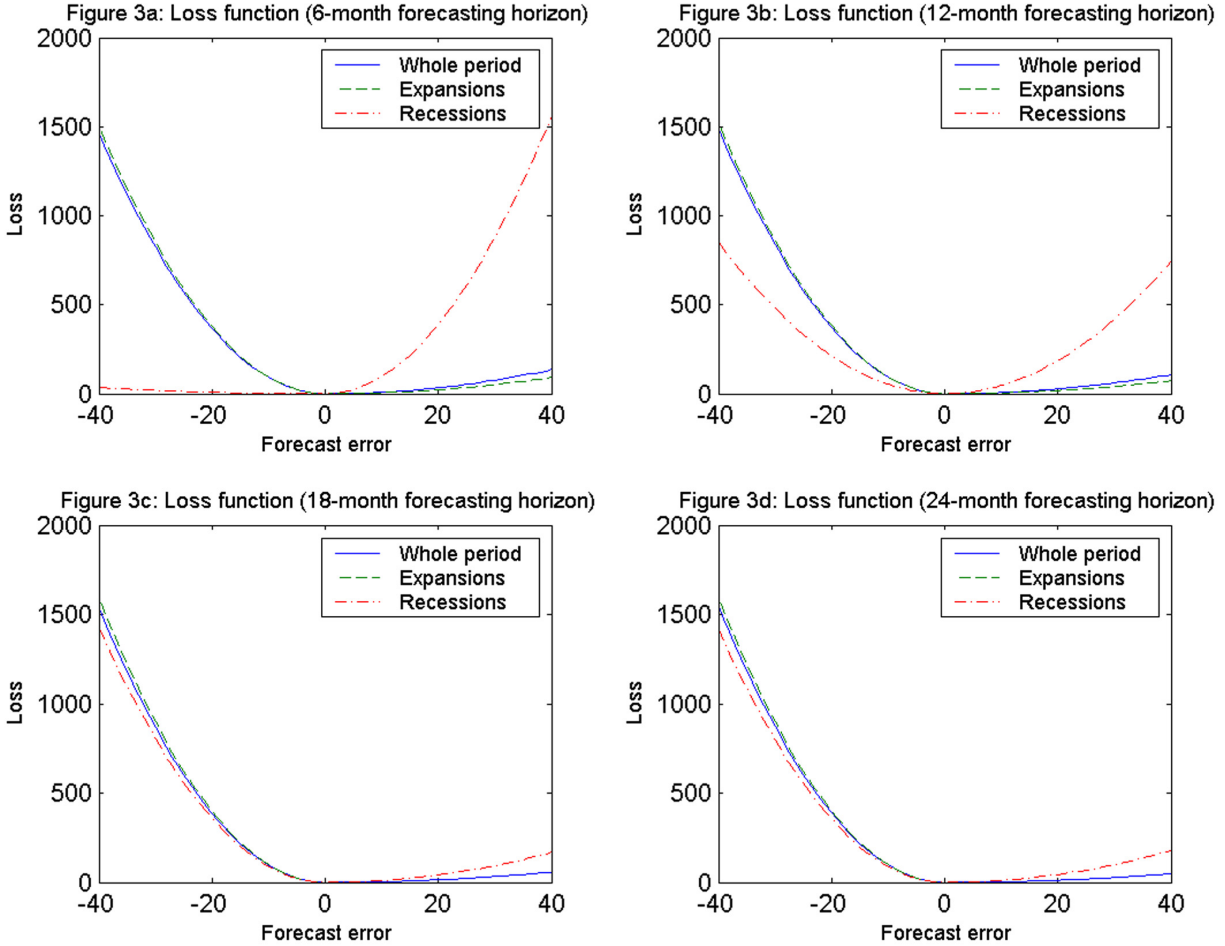 Figure 3a: Loss function (6-month forecasting horizon)
2000
1500
1000
500
0
Loss
-40
-20
0
20
40
Forecast error
Whole period
Expansions
Recessions
Figure 3b: Loss function (12-month forecasting horizon)
2000
1500
1000
500
0
Loss
-40
-20
0
20
40
Forecast error
Whole period
Expansions
Recessions
Figure 3c: Loss function (18-month forecasting horizon)
2000
1500
1000
500
0
Loss
-40
-20
0
20
40
Forecast error
Whole period
Expansions
Recessions
Figure 3d: Loss function (24-month forecasting horizon)
2000
1500
1000
500
0
Loss
-40
-20
0
20
40
Forecast error
Whole period
Expansions
Recessions